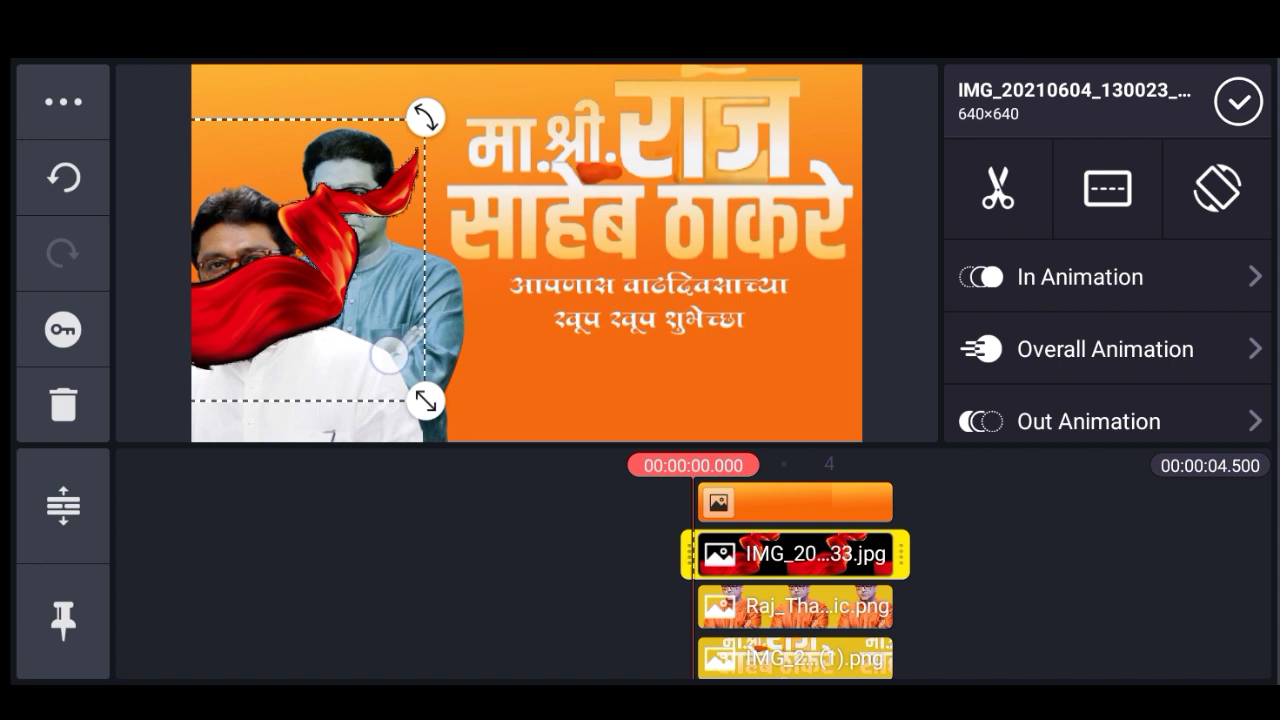 IMG_20210604_130023_...
640×640
मा.श्री.राज
साहेब ठाकरे
आपणास वाढदिवसाच्या
खूप खूप शुभेच्छा
In Animation
Overall Animation
Out Animation
00:00:00.000
4
00:00:04.500
IMG_20...33.jpg
Raj_Tha...ic.png
IMG_2...(1).png